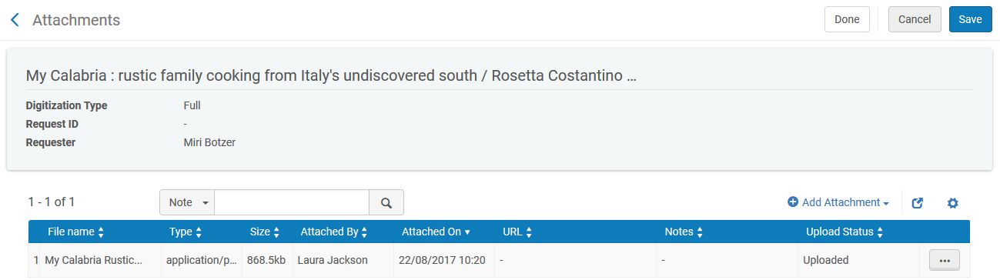 Attachments Done Cancel Save
My Calabria : rustic family cooking from Italy's undiscovered south / Rosetta Costantino ...
Digitization Type Full
Request ID -
Requester Miri Botzer
1 - 1 of 1 Note Add Attachment
File name Type Size Attached By Attached On URL Notes Upload Status
1 My Calabria Rustic... application/p... 868.5kb Laura Jackson 22/08/2017 10:20 - - Uploaded ...